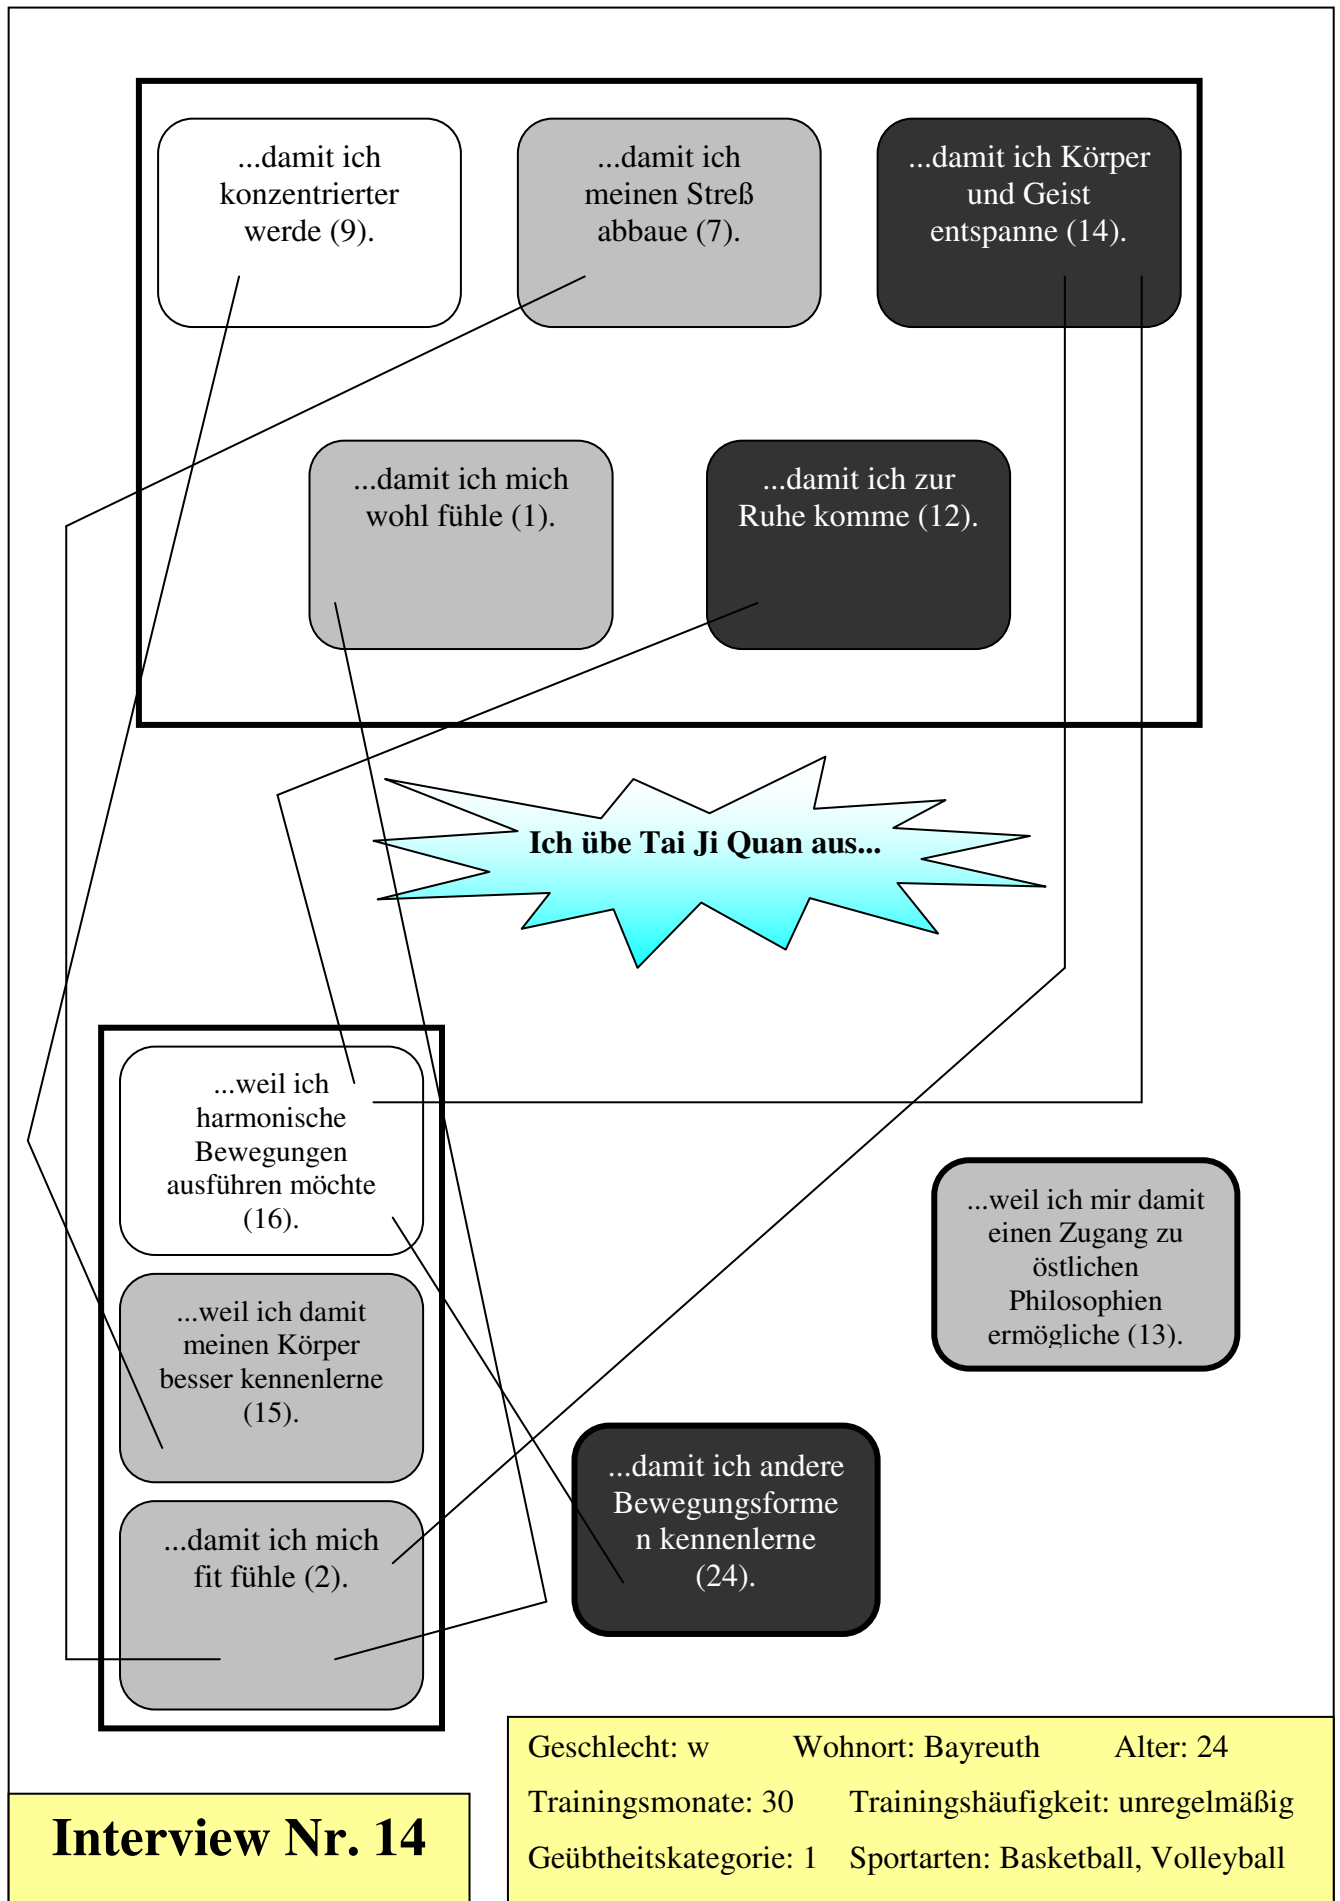 ...damit ich
konzentrierter
werde (9).
...damit ich
meinen Streß
abbaue (7).
...damit ich Körper
und Geist
entspanne (14).
...damit ich mich
wohl fühle (1).
...damit ich zur
Ruhe komme (12).
Ich übe Tai Ji Quan aus...
...weil ich
harmonische
Bewegungen
ausführen möchte
(16).
...weil ich mir damit
einen Zugang zu
östlichen
Philosophien
ermögliche (13).
...weil ich damit
meinen Körper
besser kennenlerne
(15).
...damit ich andere
Bewegungsforme
n kennenlerne
(24).
...damit ich mich
fit fühle (2).
Geschlecht: w Wohnort: Bayreuth Alter: 24
Trainingsmonate: 30 Trainingshäufigkeit: unregelmäßig
Geübtheitskategorie: 1 Sportarten: Basketball, Volleyball
Interview Nr. 14